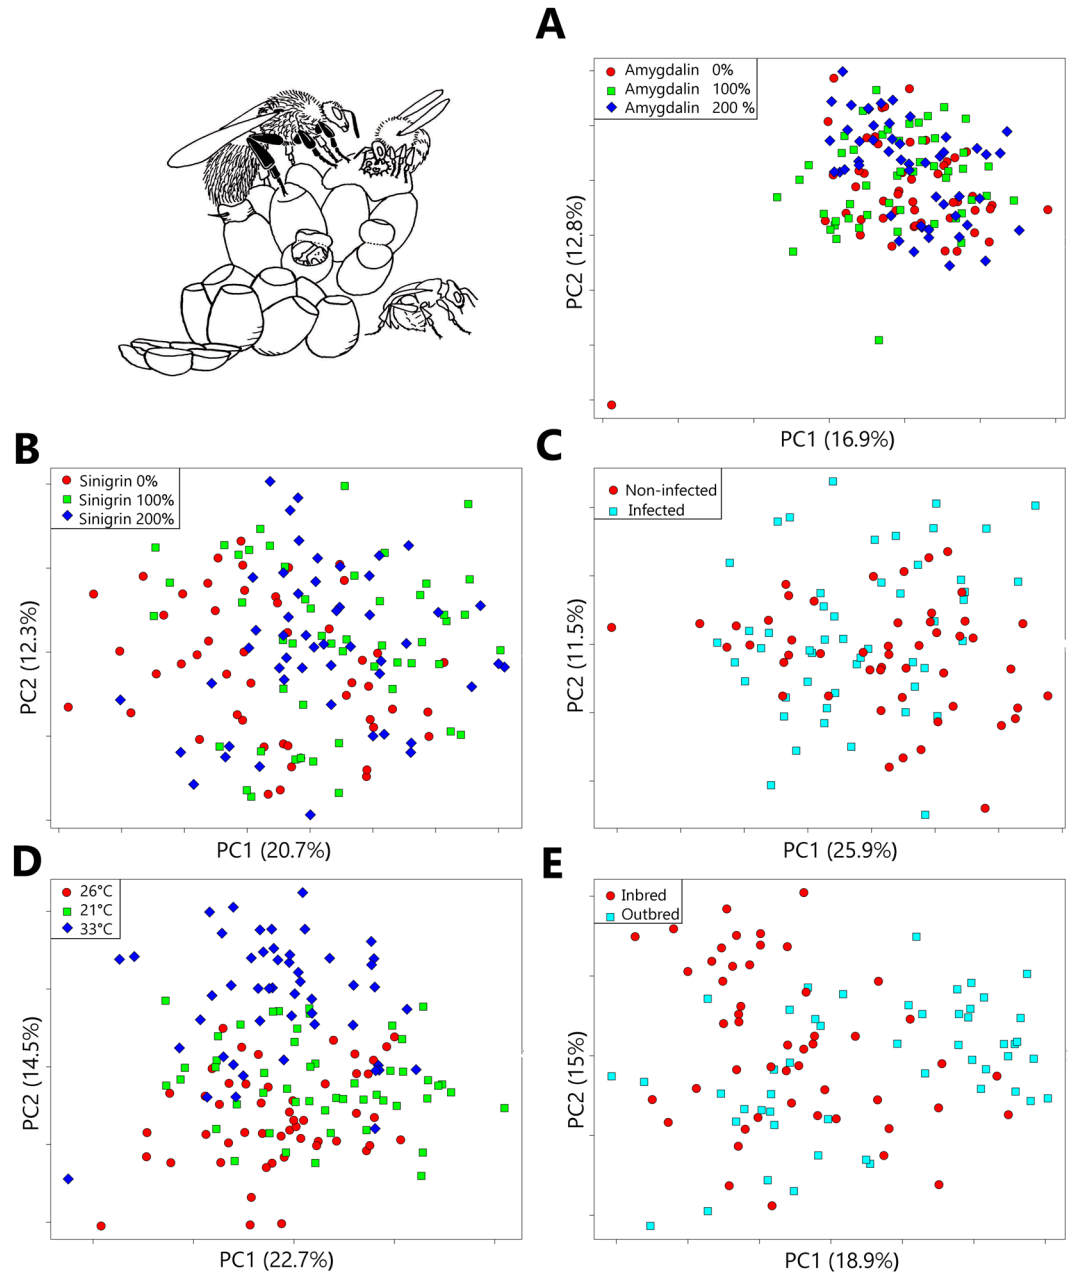 A
Amygdalin 0%
Amygdalin 100%
Amygdalin 200 %
PC2 (12.8%)
PC1 (16.9%)
B
Sinigrin 0%
Sinigrin 100%
Sinigrin 200%
PC2 (12.3%)
PC1 (20.7%)
C
Non-infected
Infected
PC2 (11.5%)
PC1 (25.9%)
D
26°C
21°C
33°C
PC2 (14.5%)
PC1 (22.7%)
E
Inbred
Outbred
PC2 (15%)
PC1 (18.9%)